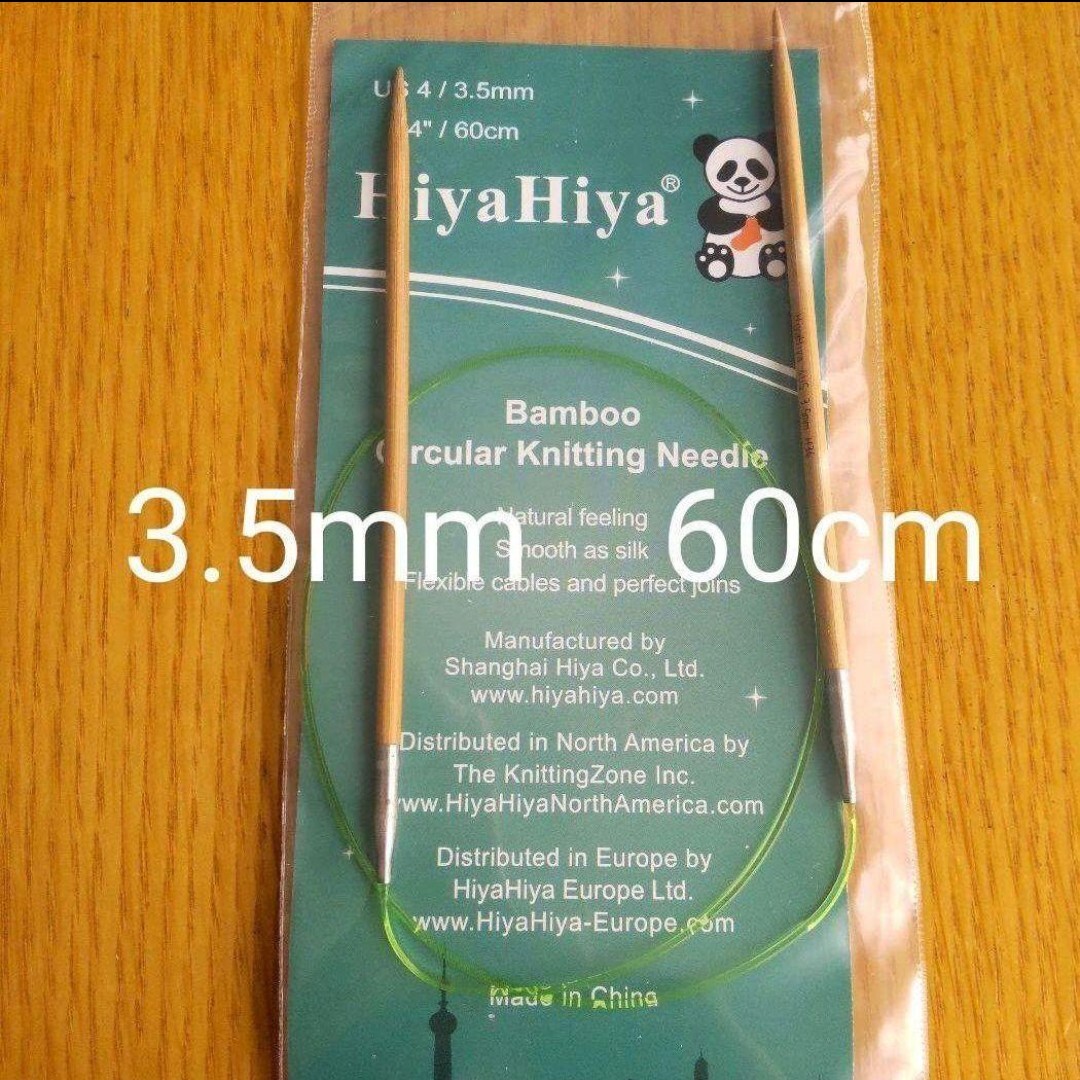 US 4 / 3.5mm
4" / 60cm
HiyaHiya®
Bamboo
Circular Knitting Needle
3.5mm 60cm
Natural feeling
Smooth as silk
Flexible cables and perfect joins
Manufactured by
Shanghai Hiya Co., Ltd.
www.hiyahiya.com
Distributed in North America by
The KnittingZone Inc.
www.HiyaHiyaNorthAmerica.com
Distributed in Europe by
HiyaHiya Europe Ltd.
www.HiyaHiya-Europe.com
Made in China